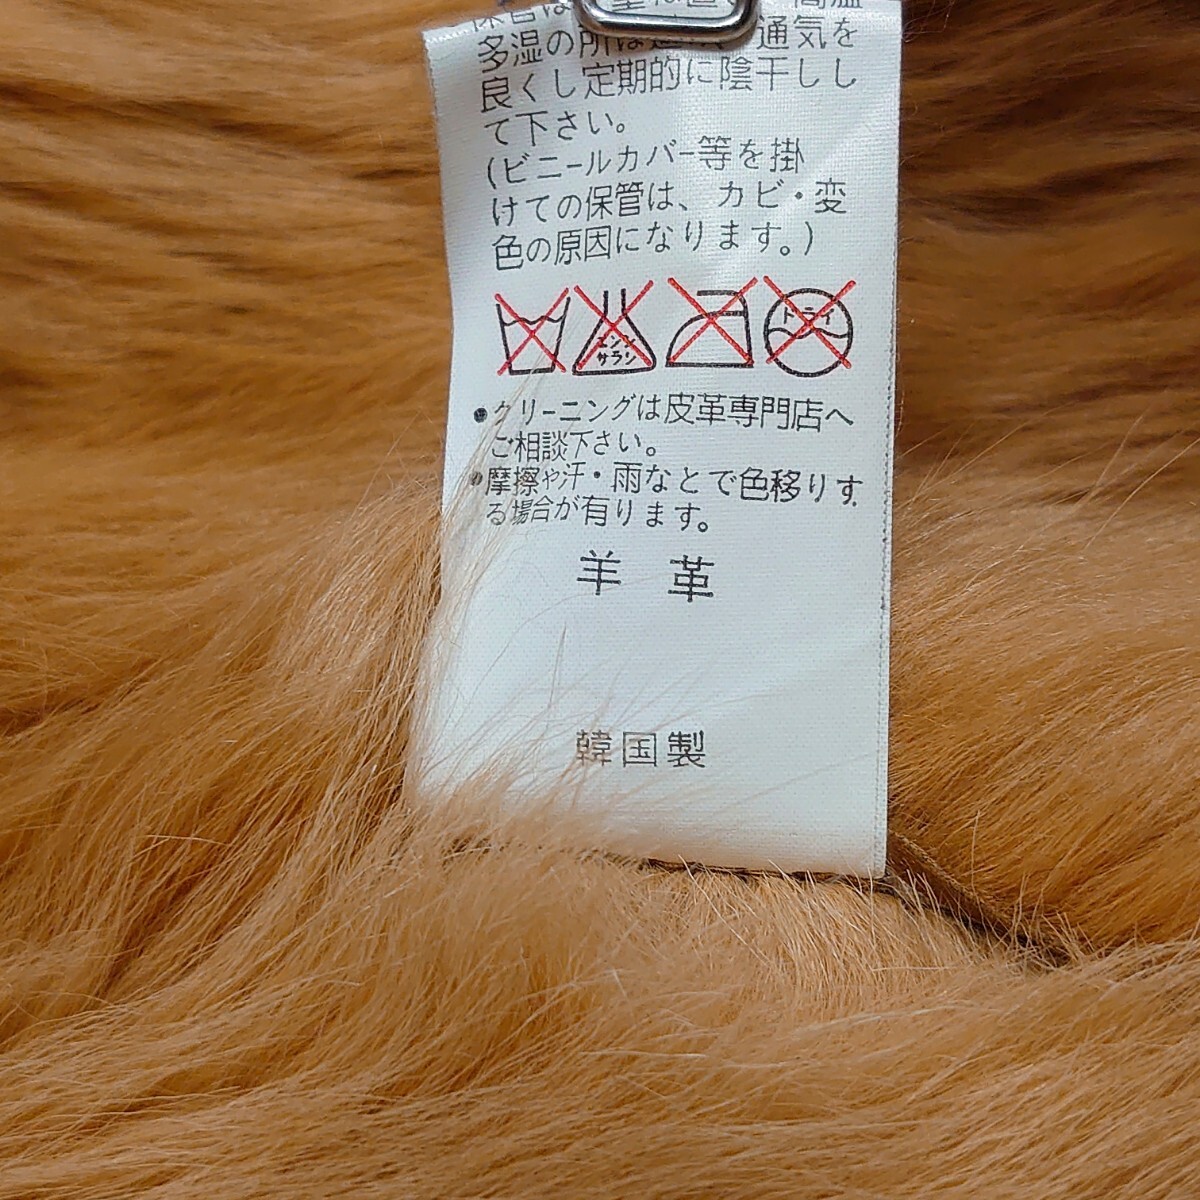 多湿の所は避け、通気を
良くし定期的に陰干しし
て下さい。
(ビニールカバー等を掛
けての保管は、カビ・変
色の原因になります。)
エンソ
サラシ
ドライ
●クリーニングは皮革専門店へ
ご相談下さい。
●摩擦や汗・雨などで色移りす
る場合が有ります。
羊 革
韓国製